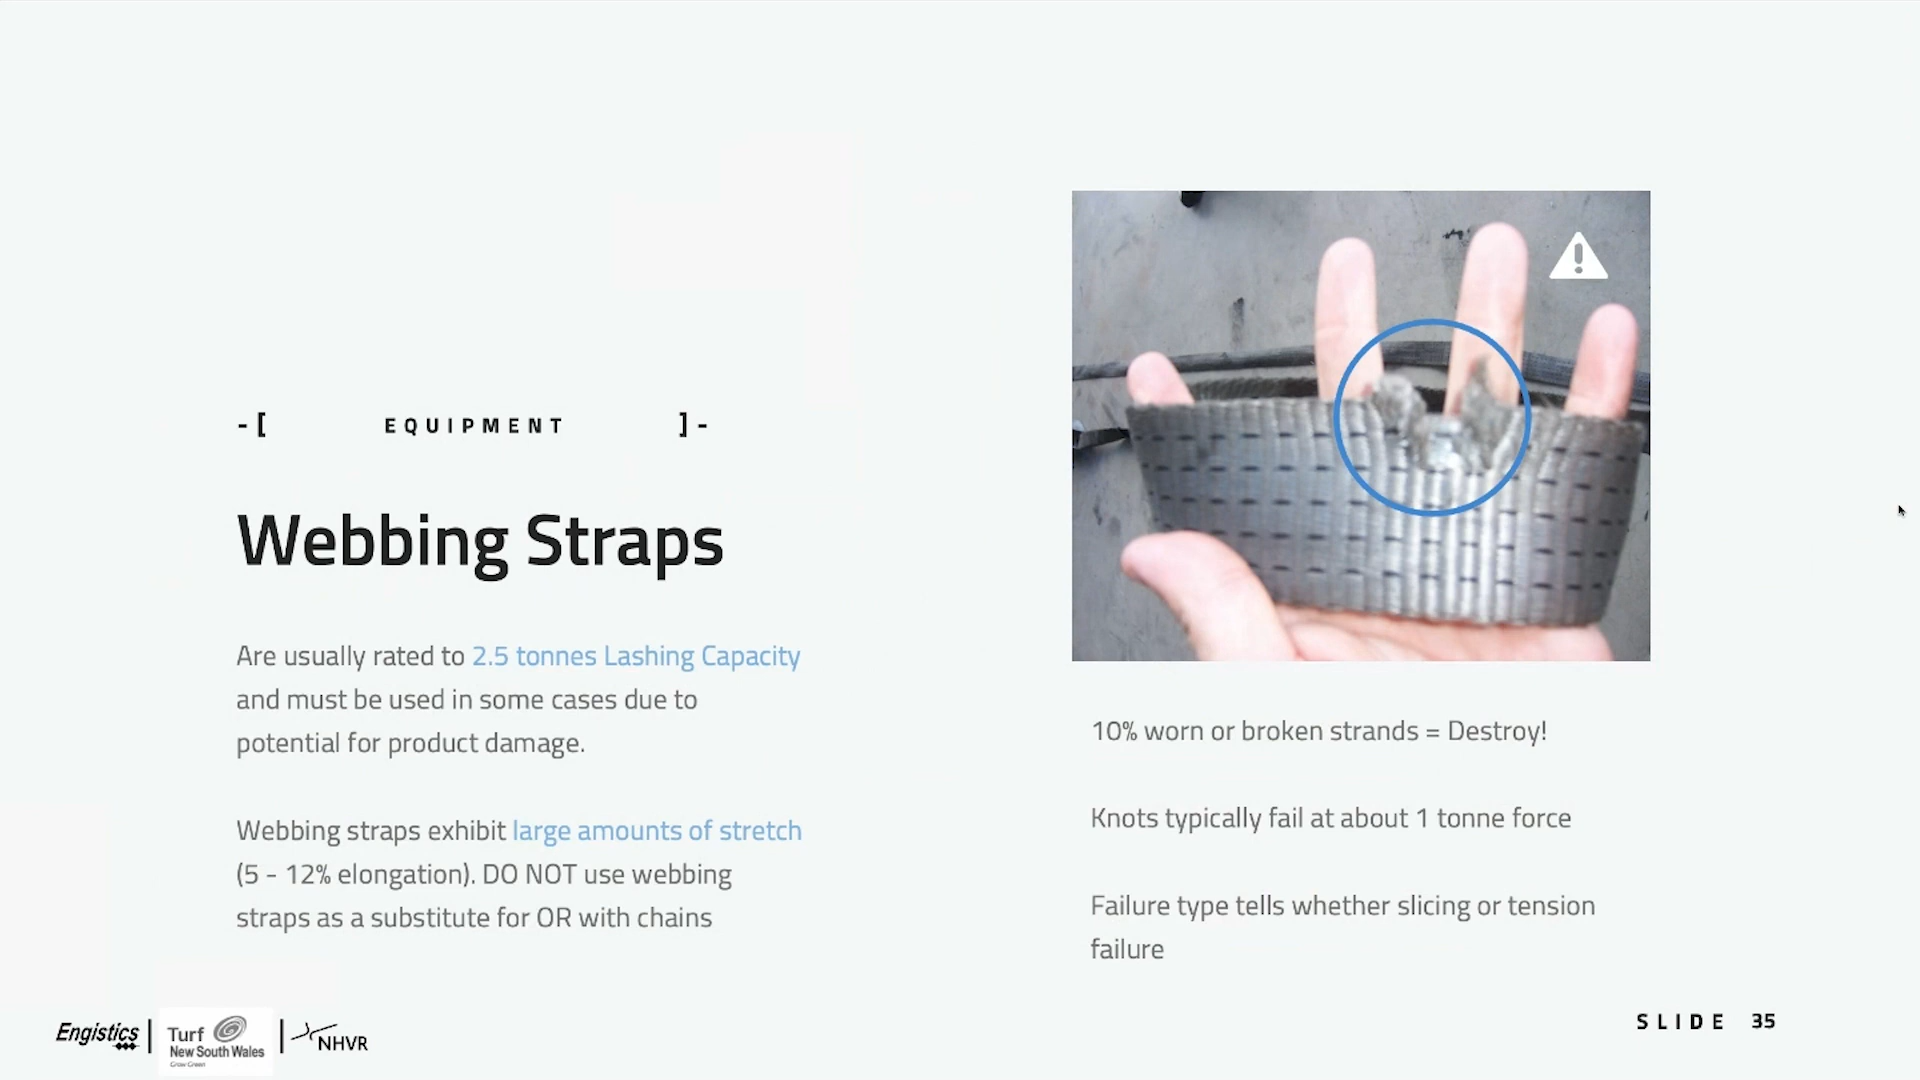 -[ EQUIPMENT ]-
Webbing Straps
Are usually rated to 2.5 tonnes Lashing Capacity
and must be used in some cases due to
potential for product damage.
Webbing straps exhibit large amounts of stretch
(5 - 12% elongation). DO NOT use webbing
straps as a substitute for OR with chains
10% worn or broken strands = Destroy!
Knots typically fail at about 1 tonne force
Failure type tells whether slicing or tension
failure
Engistics
Turf
New South Wales
Grow Green
NHVR
SLIDE 35